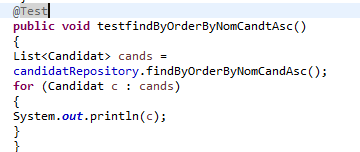 @Test
public void testfindByOrderByNomCandtAsc()
{
List<Candidat> cands =
candidatRepository.findByOrderByNomCandAsc();
for (Candidat c : cands)
{
System.out.println(c);
}
}